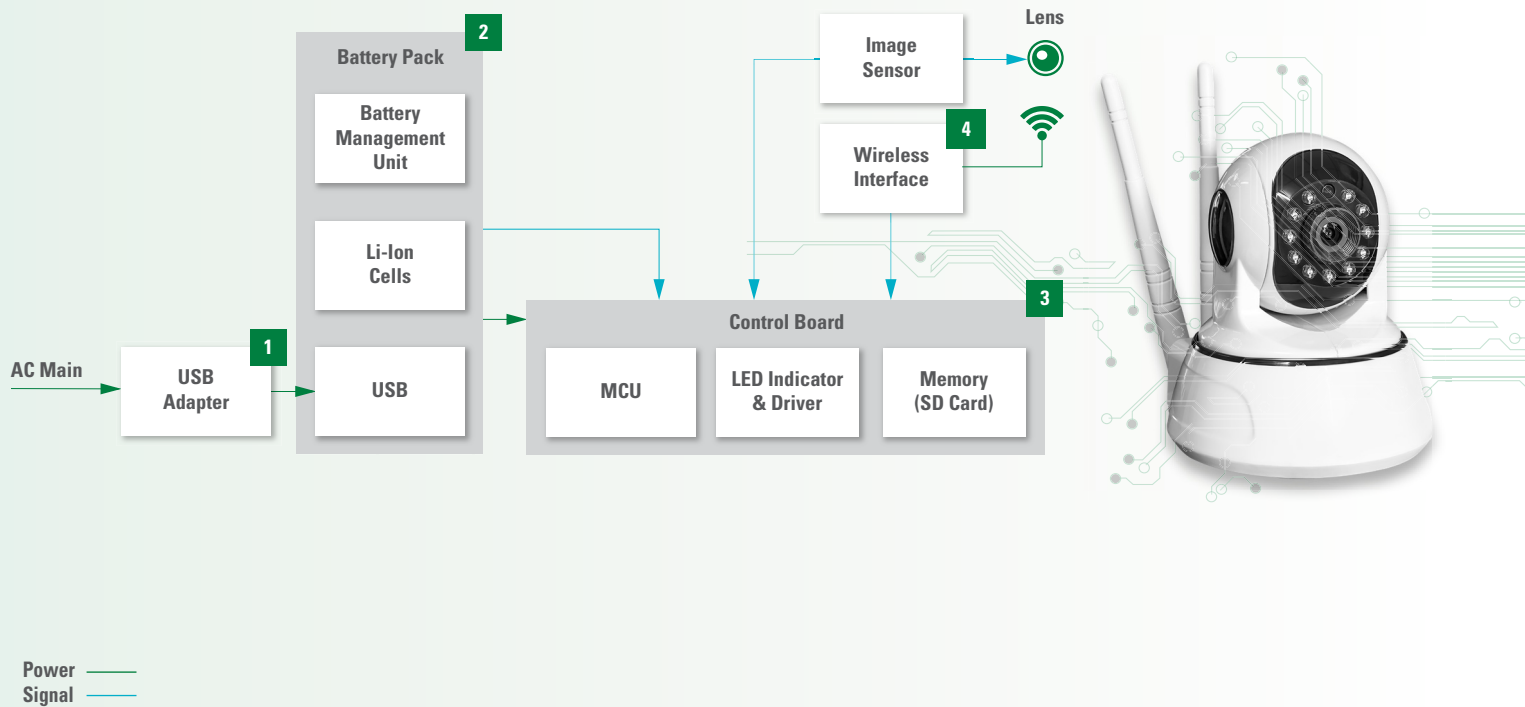 2
Battery Pack
Battery
Management
Unit
Li-Ion
Cells
USB
AC Main
1
USB
Adapter
Image
Sensor
Lens
4
Wireless
Interface
3
Control Board
MCU
LED Indicator
& Driver
Memory
(SD Card)
Power
Signal